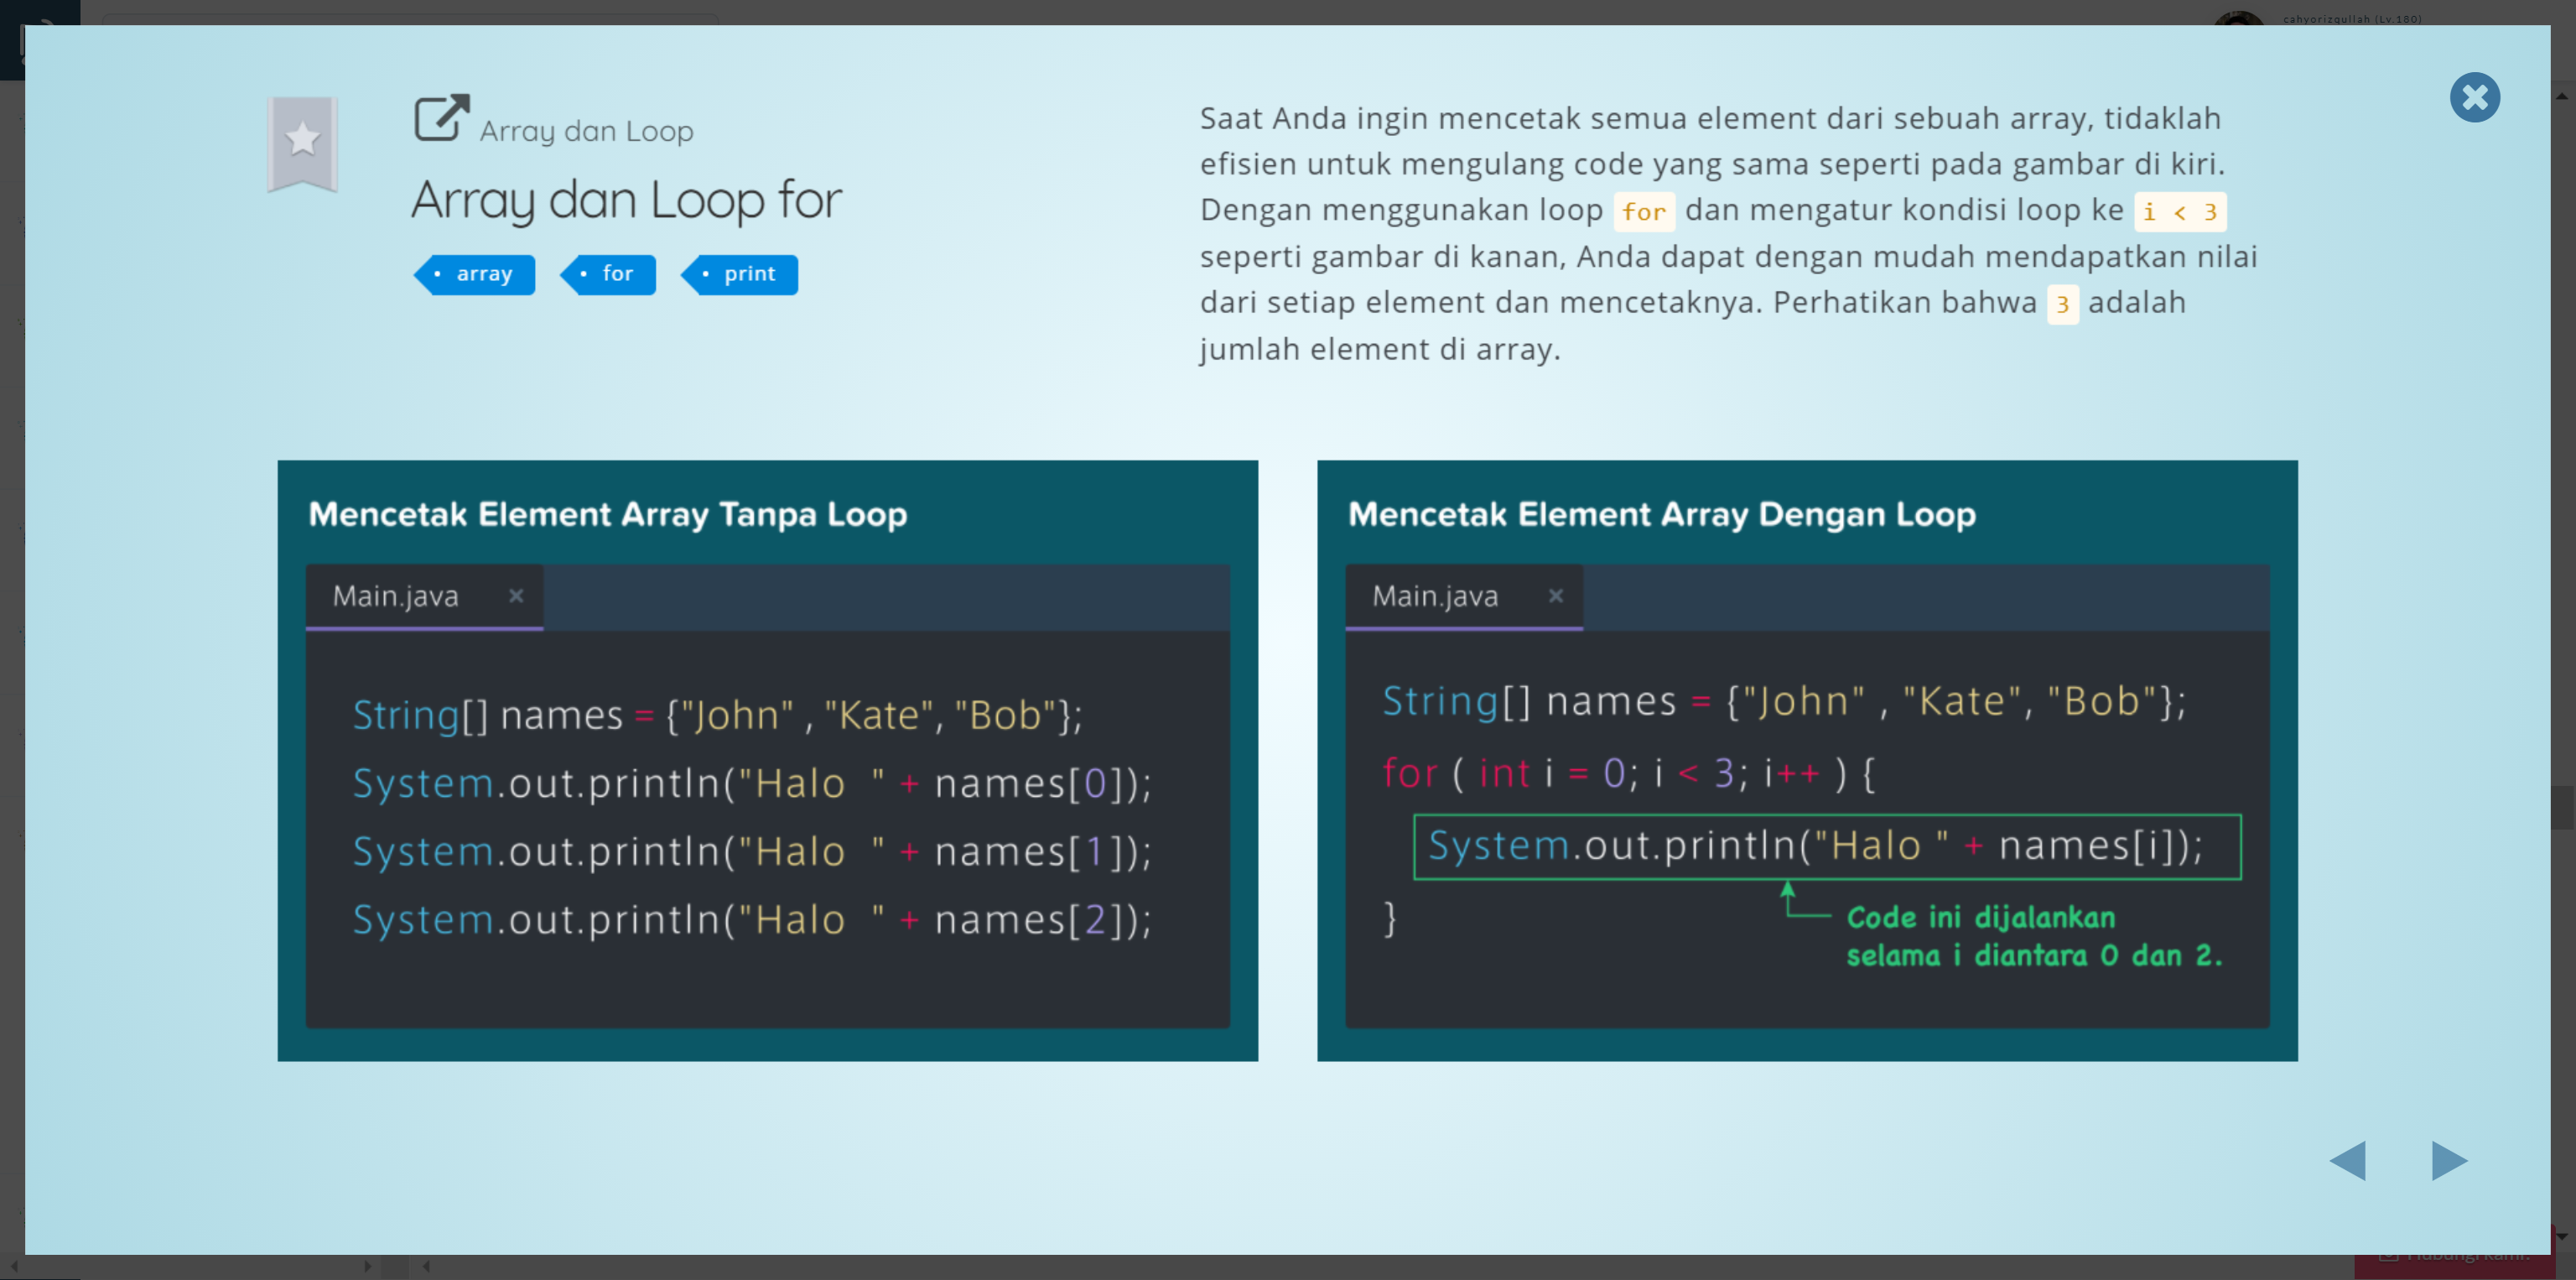 cahyorizqullah (Lv.180)
Array dan Loop
Array dan Loop for
array
for
print
Saat Anda ingin mencetak semua element dari sebuah array, tidaklah
efisien untuk mengulang code yang sama seperti pada gambar di kiri.
Dengan menggunakan loop for dan mengatur kondisi loop ke i < 3
seperti gambar di kanan, Anda dapat dengan mudah mendapatkan nilai
dari setiap element dan mencetaknya. Perhatikan bahwa 3 adalah
jumlah element di array.
Mencetak Element Array Tanpa Loop
Main.java ×
String[] names = {"John" , "Kate", "Bob"};
System.out.println("Halo  " + names[0]);
System.out.println("Halo  " + names[1]);
System.out.println("Halo  " + names[2]);
Mencetak Element Array Dengan Loop
Main.java ×
String[] names = {"John" , "Kate", "Bob"};
for ( int i = 0; i < 3; i++ ) {
System.out.println("Halo " + names[i]);
}
Code ini dijalankan
selama i diantara 0 dan 2.
Hubungi kami.